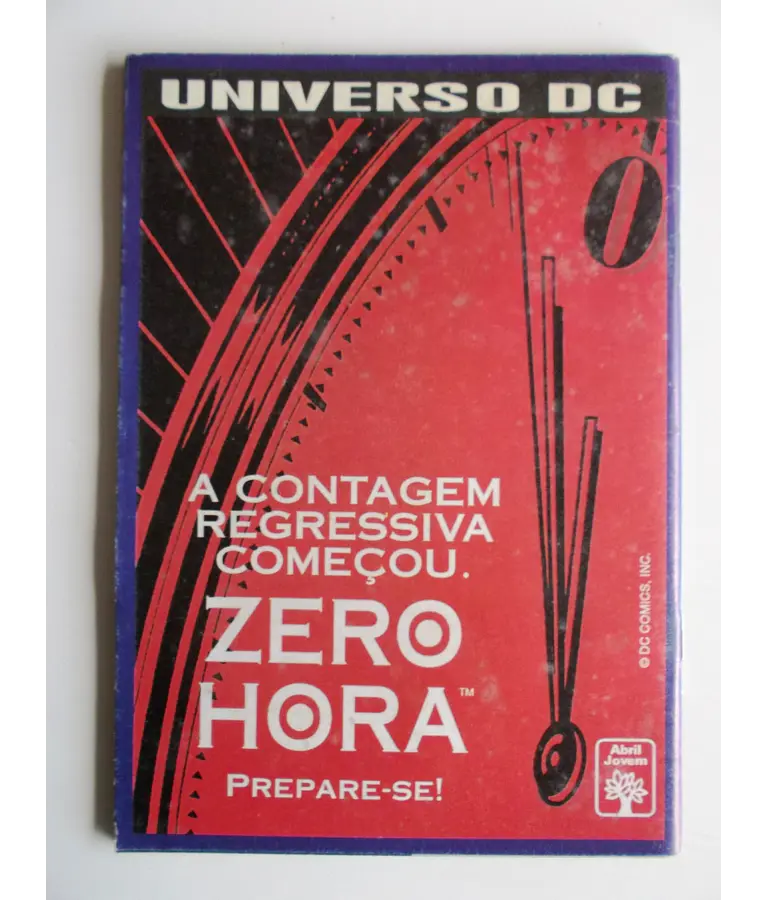 UNIVERSO DC
0
A CONTAGEM
REGRESSIVA
COMEÇOU.
ZERO
HORA™
PREPARE-SE!
© DC COMICS, INC.
Abril
Jovem